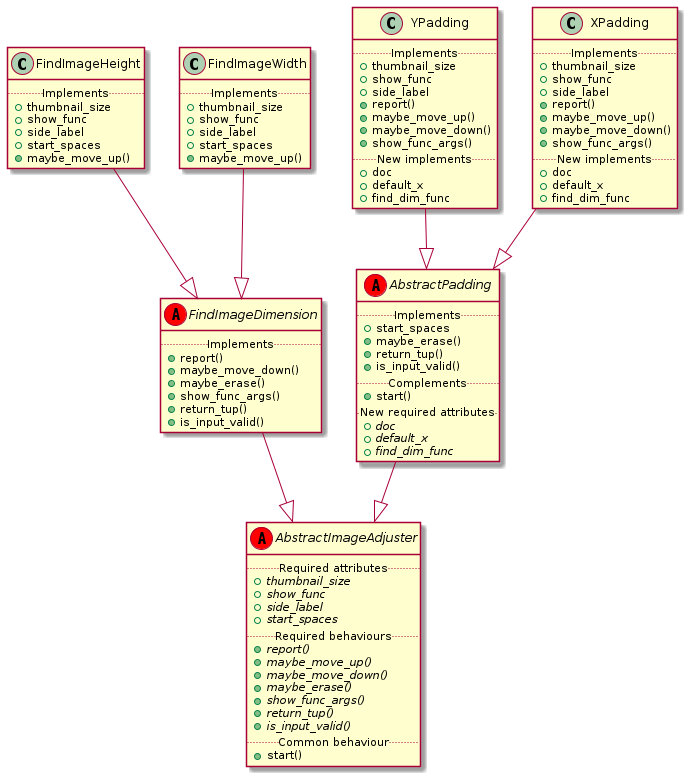 C FindImageHeight
Implements
thumbnail_size
show_func
side_label
start_spaces
maybe_move_up()
C FindImageWidth
Implements
thumbnail_size
show_func
side_label
start_spaces
maybe_move_up()
C YPadding
Implements
thumbnail_size
show_func
side_label
report()
maybe_move_up()
maybe_move_down()
show_func_args()
New implements
doc
default_x
find_dim_func
C XPadding
Implements
thumbnail_size
show_func
side_label
report()
maybe_move_up()
maybe_move_down()
show_func_args()
New implements
doc
default_x
find_dim_func
A FindImageDimension
Implements
report()
maybe_move_down()
maybe_erase()
show_func_args()
return_tup()
is_input_valid()
A AbstractPadding
Implements
start_spaces
maybe_erase()
return_tup()
is_input_valid()
Complements
start()
New required attributes
doc
default_x
find_dim_func
A AbstractImageAdjuster
Required attributes
thumbnail_size
show_func
side_label
start_spaces
Required behaviours
report()
maybe_move_up()
maybe_move_down()
maybe_erase()
show_func_args()
return_tup()
is_input_valid()
Common behaviour
start()